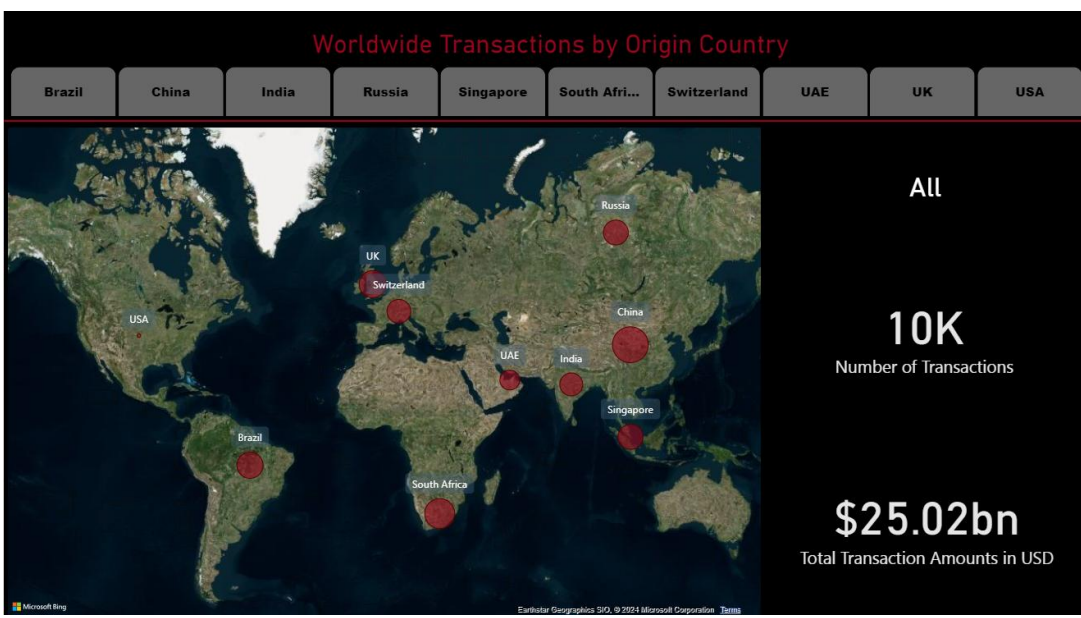 Worldwide Transactions by Origin Country
Brazil China India Russia Singapore South Afri... Switzerland UAE UK USA
All
Russia
UK
Switzerland
China
USA
10K
UAE
India
Number of Transactions
Singapore
Brazil
South Africa
$25.02bn
Total Transaction Amounts in USD
Microsoft Bing
Earthstar Geographics SIO, © 2024 Microsoft Corporation Terms